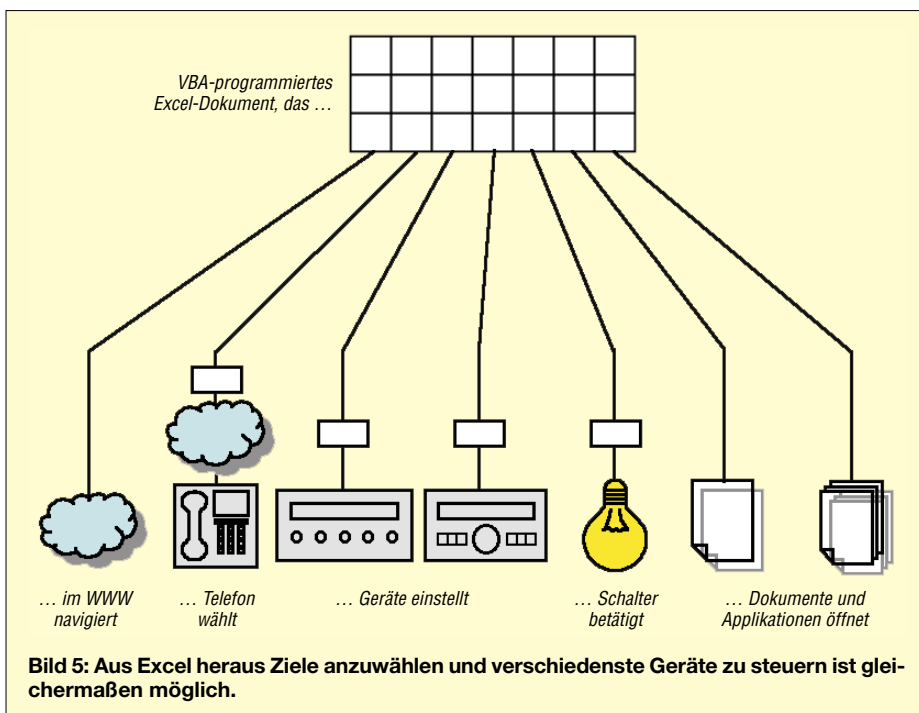 VBA-programmiertes
Excel-Dokument, das …
… im WWW
navigiert
… Telefon
wählt
… Geräte einstellt
… Schalter
betätigt
… Dokumente und
Applikationen öffnet
Bild 5: Aus Excel heraus Ziele anzuwählen und verschiedenste Geräte zu steuern ist glei-
chermaßen möglich.